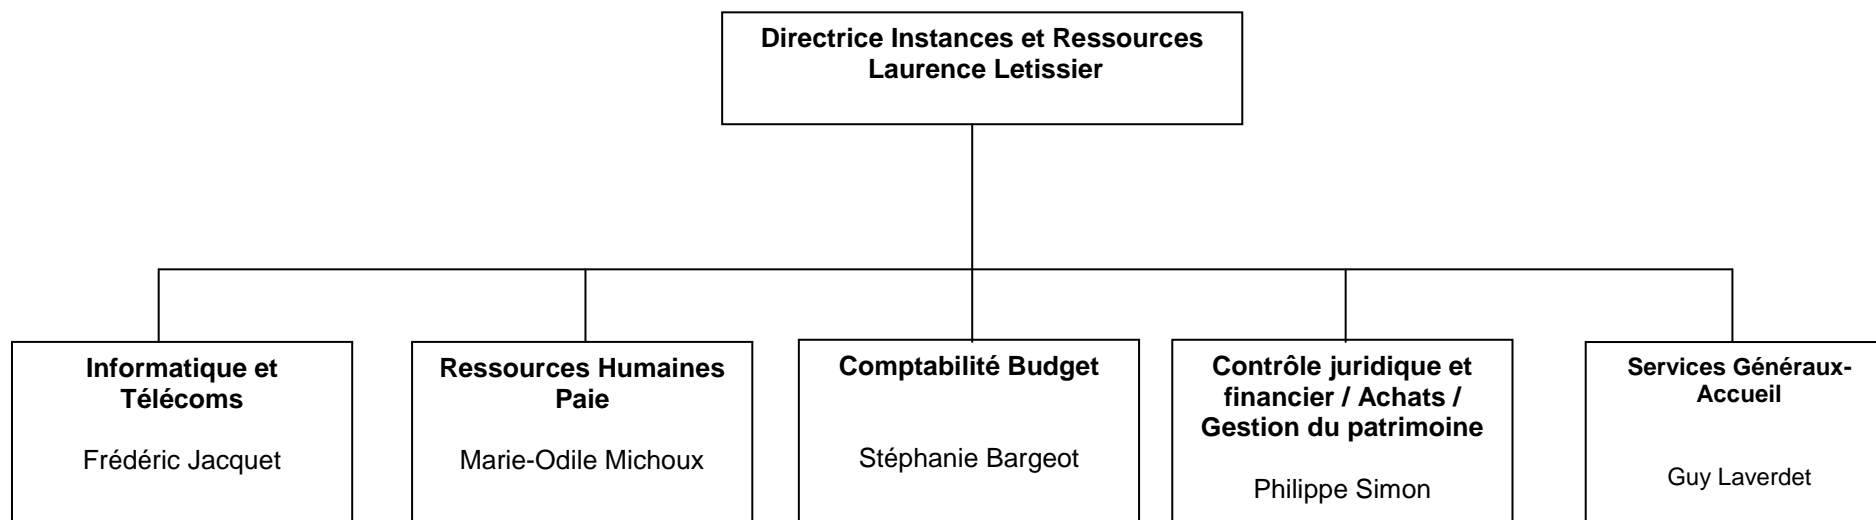 Directrice Instances et Ressources
Laurence Letissier
Informatique et
Télécoms
Frédéric Jacquet
Ressources Humaines
Paie
Marie-Odile Michoux
Comptabilité Budget
Stéphanie Bargeot
Contrôle juridique et
financier / Achats /
Gestion du patrimoine
Philippe Simon
Services Généraux-
Accueil
Guy Laverdet